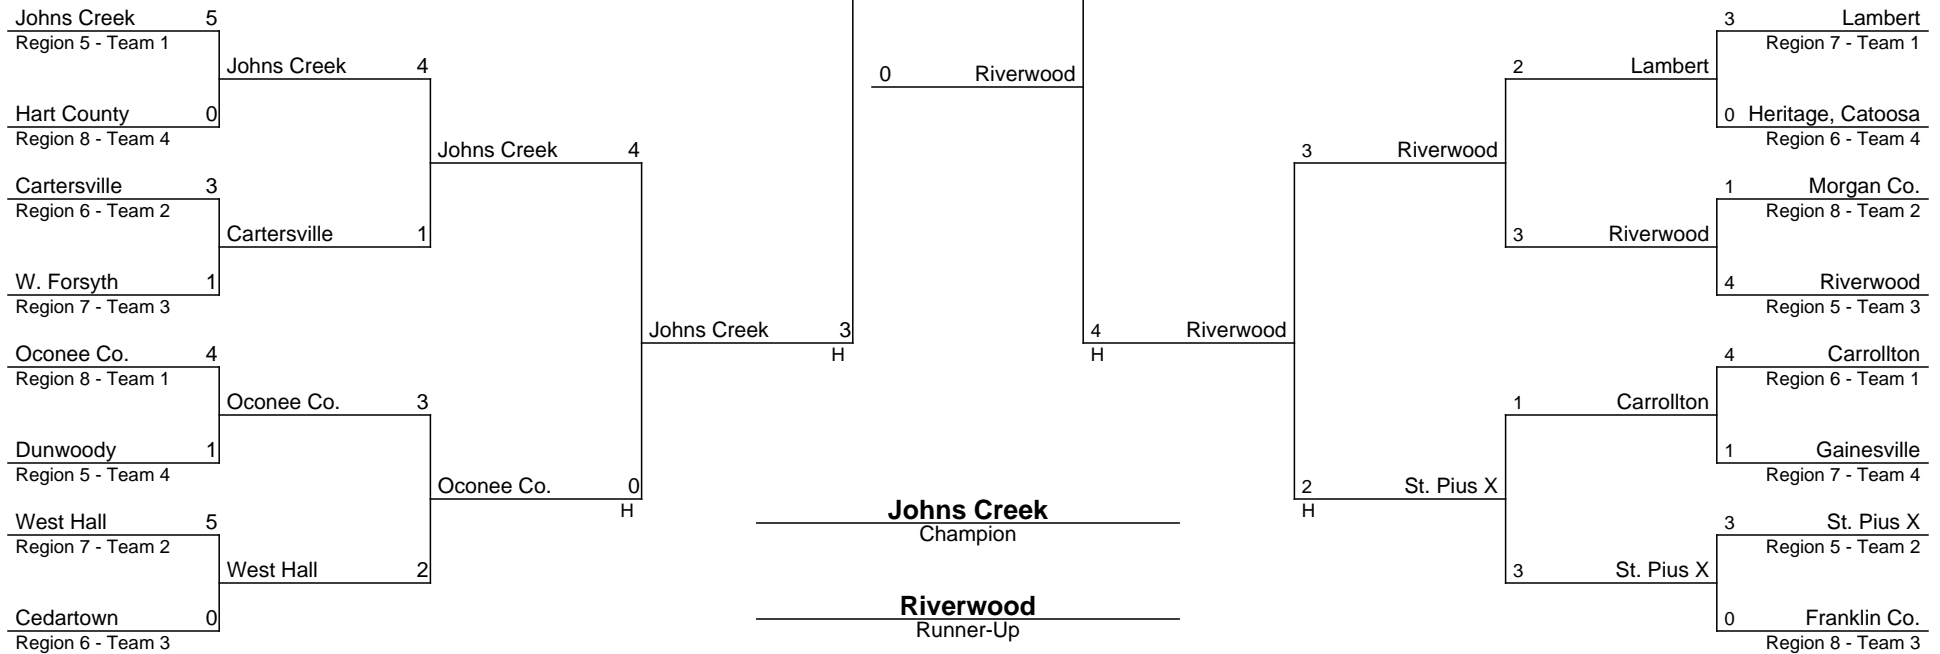 Johns Creek 5
Region 5 - Team 1
Hart County 0
Region 8 - Team 4
Cartersville 3
Region 6 - Team 2
W. Forsyth 1
Region 7 - Team 3
Oconee Co. 4
Region 8 - Team 1
Dunwoody 1
Region 5 - Team 4
West Hall 5
Region 7 - Team 2
Cedartown 0
Region 6 - Team 3
Johns Creek 4
Cartersville 1
Oconee Co. 3
West Hall 2
Johns Creek 4
Oconee Co. 0
H
Johns Creek 3
H
0 Riverwood
Johns Creek
Champion
Riverwood
Runner-Up
4 Riverwood
H
3 Riverwood
2 St. Pius X
H
2 Lambert
3 Riverwood
1 Carrollton
3 St. Pius X
3 Lambert
Region 7 - Team 1
0 Heritage, Catoosa
Region 6 - Team 4
1 Morgan Co.
Region 8 - Team 2
4 Riverwood
Region 5 - Team 3
4 Carrollton
Region 6 - Team 1
1 Gainesville
Region 7 - Team 4
3 St. Pius X
Region 5 - Team 2
0 Franklin Co.
Region 8 - Team 3